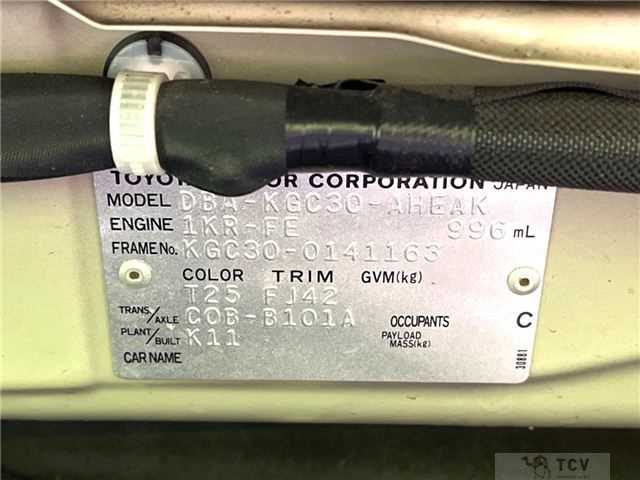 TOYO OR CORPORATION JAPAN
MODEL DBA-KGC30-AHEAK
ENGINE 1KR-FE 996 mL
FRAME No. KGC30-0141163
COLOR TRIM GVM(kg)
T25 FJ42
TRANS/AXLE C0B-B101A OCCUPANTS C
PLANT/BUILT K11 PAYLOAD MASS(kg)
CAR NAME
30BB1
TCV